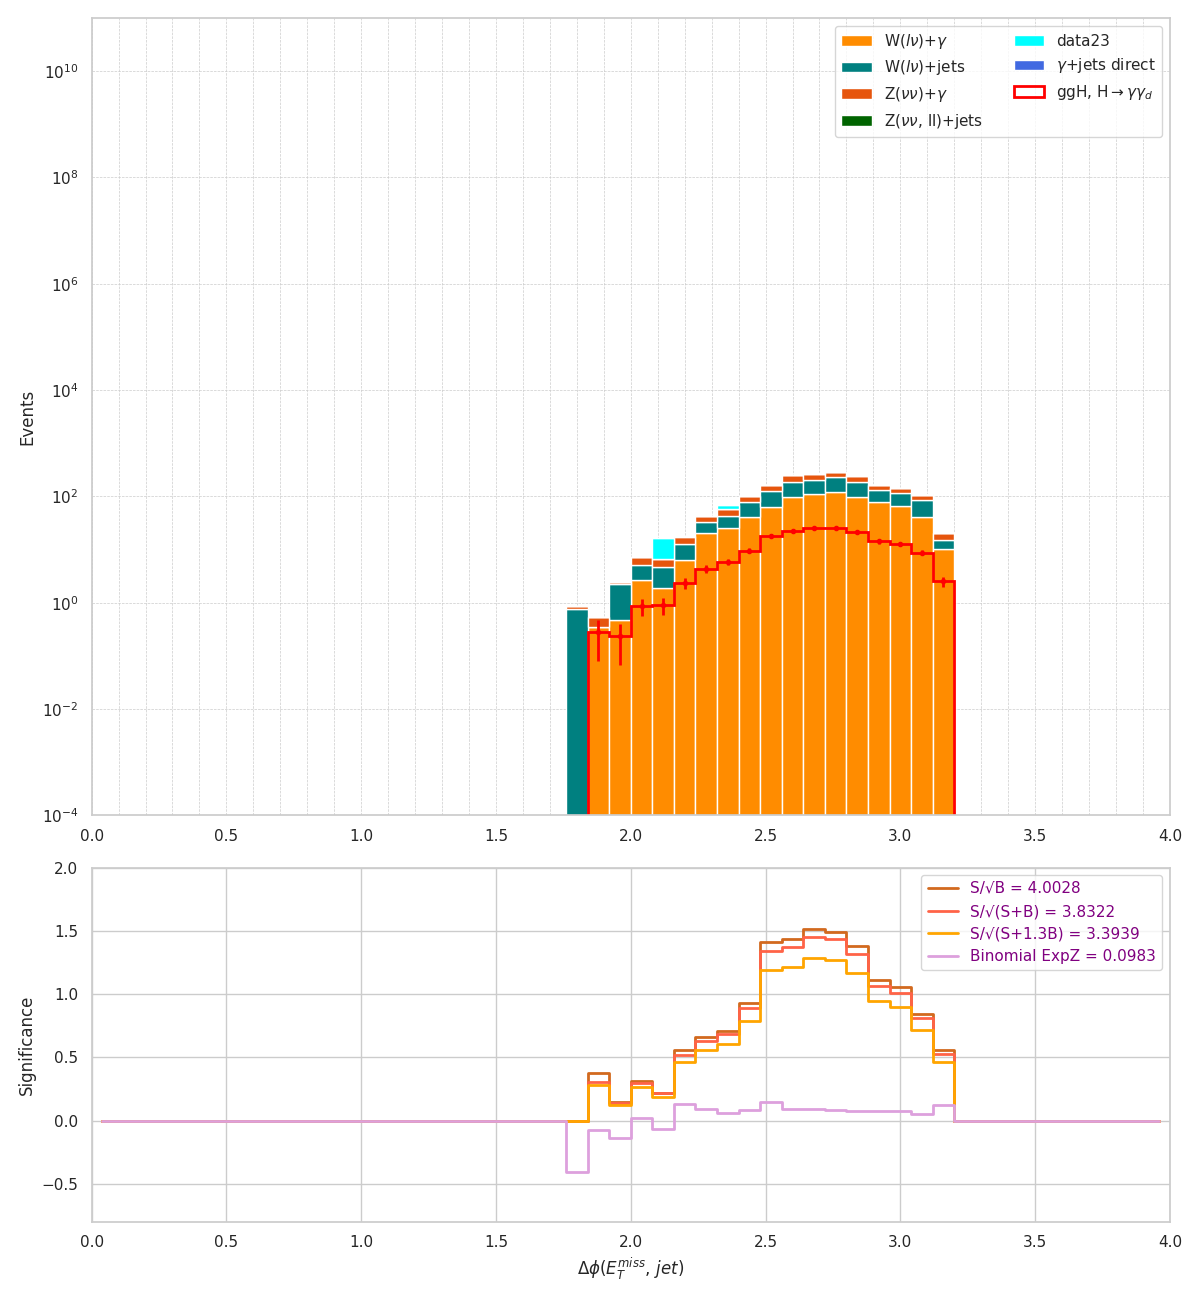 W(lν)+γ
W(lν)+jets
Z(νν)+γ
Z(νν, ll)+jets
data23
γ+jets direct
ggH, H→γγ_d
Events
10^10
10^8
10^6
10^4
10^2
10^0
10^−2
10^−4
0.0 0.5 1.0 1.5 2.0 2.5 3.0 3.5 4.0
S/√B = 4.0028
S/√(S+B) = 3.8322
S/√(S+1.3B) = 3.3939
Binomial ExpZ = 0.0983
Significance
2.0
1.5
1.0
0.5
0.0
−0.5
0.0 0.5 1.0 1.5 2.0 2.5 3.0 3.5 4.0
Δϕ(E_T^miss, jet)